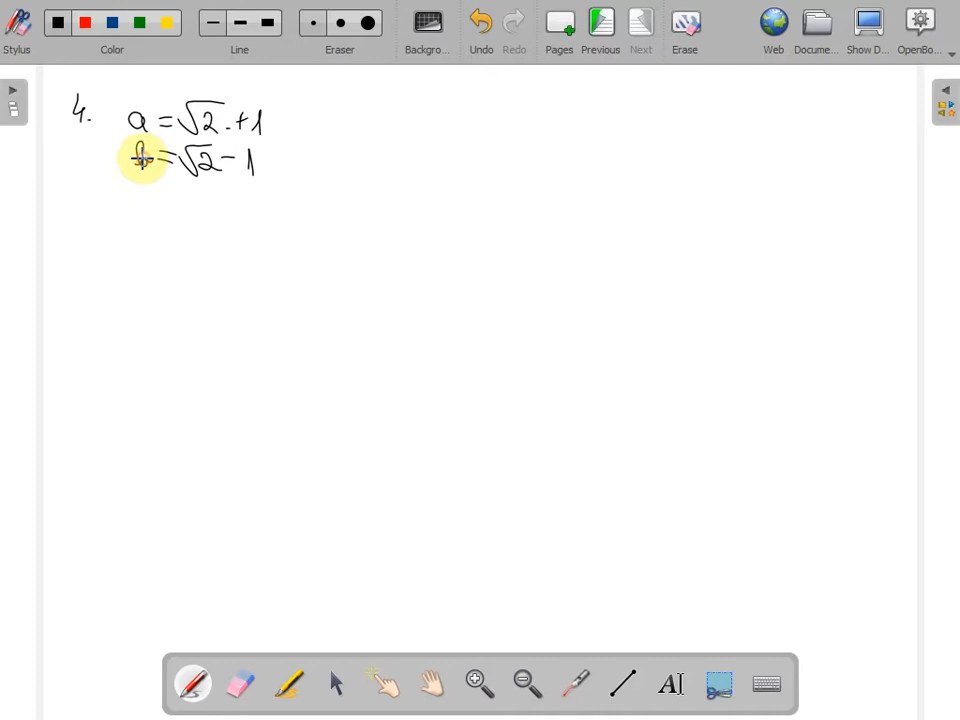 Stylus
Color
Line
Eraser
Backgro...
Undo
Redo
Pages
Previous
Next
Erase
Web
Docume...
Show D...
OpenBo...
4. a = √2 + 1
b = √2 - 1
A